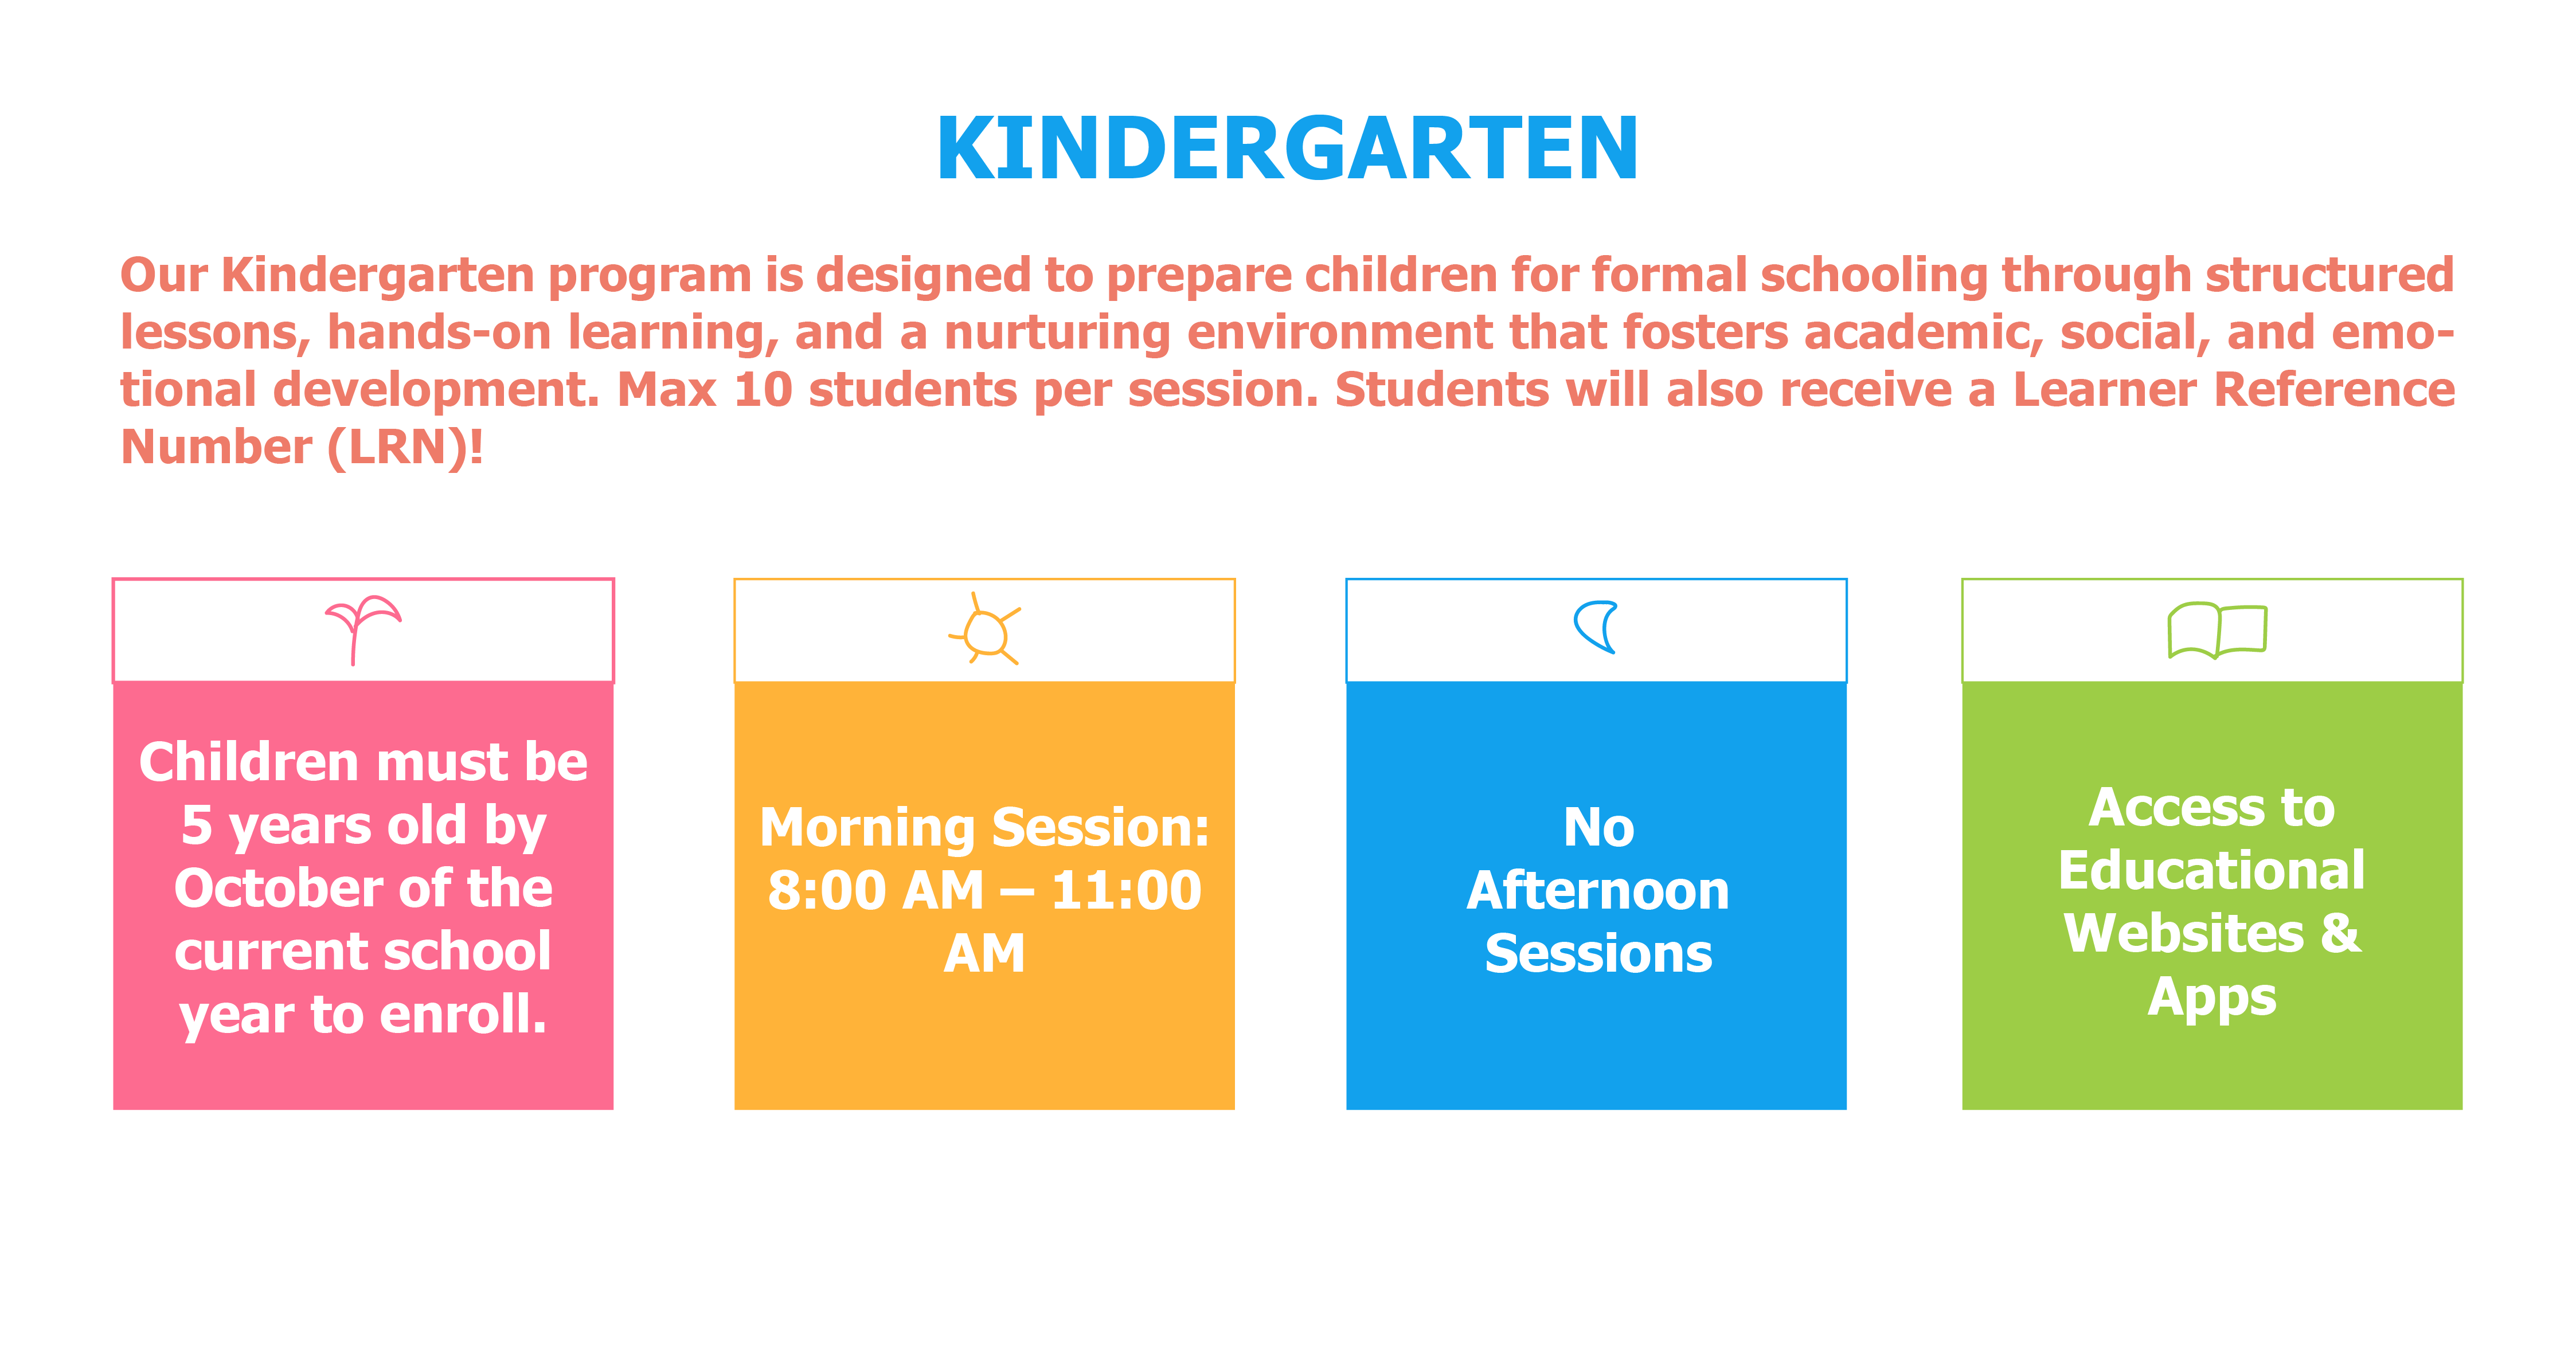 KINDERGARTEN
Our Kindergarten program is designed to prepare children for formal schooling through structured
lessons, hands-on learning, and a nurturing environment that fosters academic, social, and emo-
tional development. Max 10 students per session. Students will also receive a Learner Reference
Number (LRN)!
Children must be
5 years old by
October of the
current school
year to enroll.
Morning Session:
8:00 AM – 11:00
AM
No
Afternoon
Sessions
Access to
Educational
Websites &
Apps